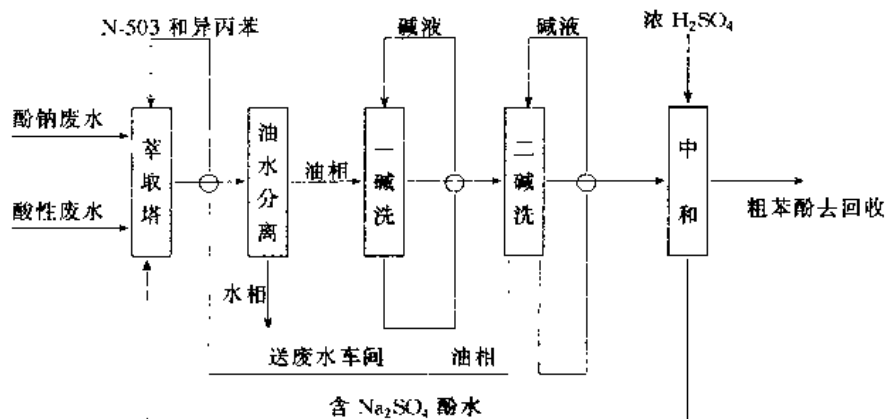 N-503 和异丙苯
碱液
碱液
浓 H₂SO₄
酚钠废水
酸性废水
萃取塔
油水分离
油相
一碱洗
二碱洗
中和
粗苯酚去回收
水相
送废水车间
油相
含 Na₂SO₄ 酚水